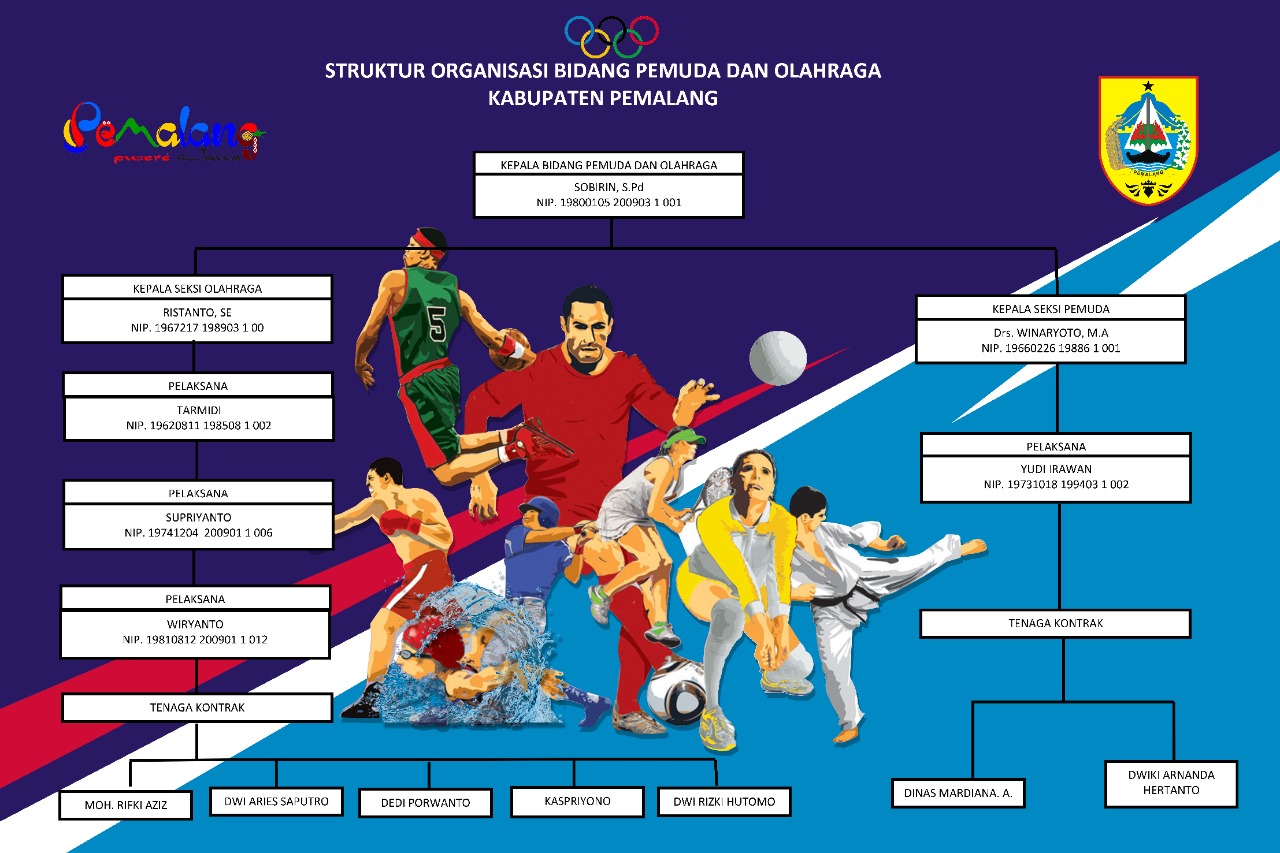 STRUKTUR ORGANISASI BIDANG PEMUDA DAN OLAHRAGA
KABUPATEN PEMALANG
Pemalang
PEMALANG
KEPALA BIDANG PEMUDA DAN OLAHRAGA
SOBIRIN, S.Pd
NIP. 19800105 200903 1 001
KEPALA SEKSI OLAHRAGA
RISTANTO, SE
NIP. 1967217 198903 1 00
PELAKSANA
TARMIDI
NIP. 19620811 198508 1 002
PELAKSANA
SUPRIYANTO
NIP. 19741204  200901 1 006
PELAKSANA
WIRYANTO
NIP. 19810812 200901 1 012
TENAGA KONTRAK
MOH. RIFKI AZIZ
DWI ARIES SAPUTRO
DEDI PORWANTO
KASPRIYONO
DWI RIZKI HUTOMO
5
KEPALA SEKSI PEMUDA
Drs. WINARYOTO, M.A
NIP. 19660226 19886 1 001
PELAKSANA
YUDI IRAWAN
NIP. 19731018 199403 1 002
TENAGA KONTRAK
DINAS MARDIANA. A.
DWIKI ARNANDA
HERTANTO